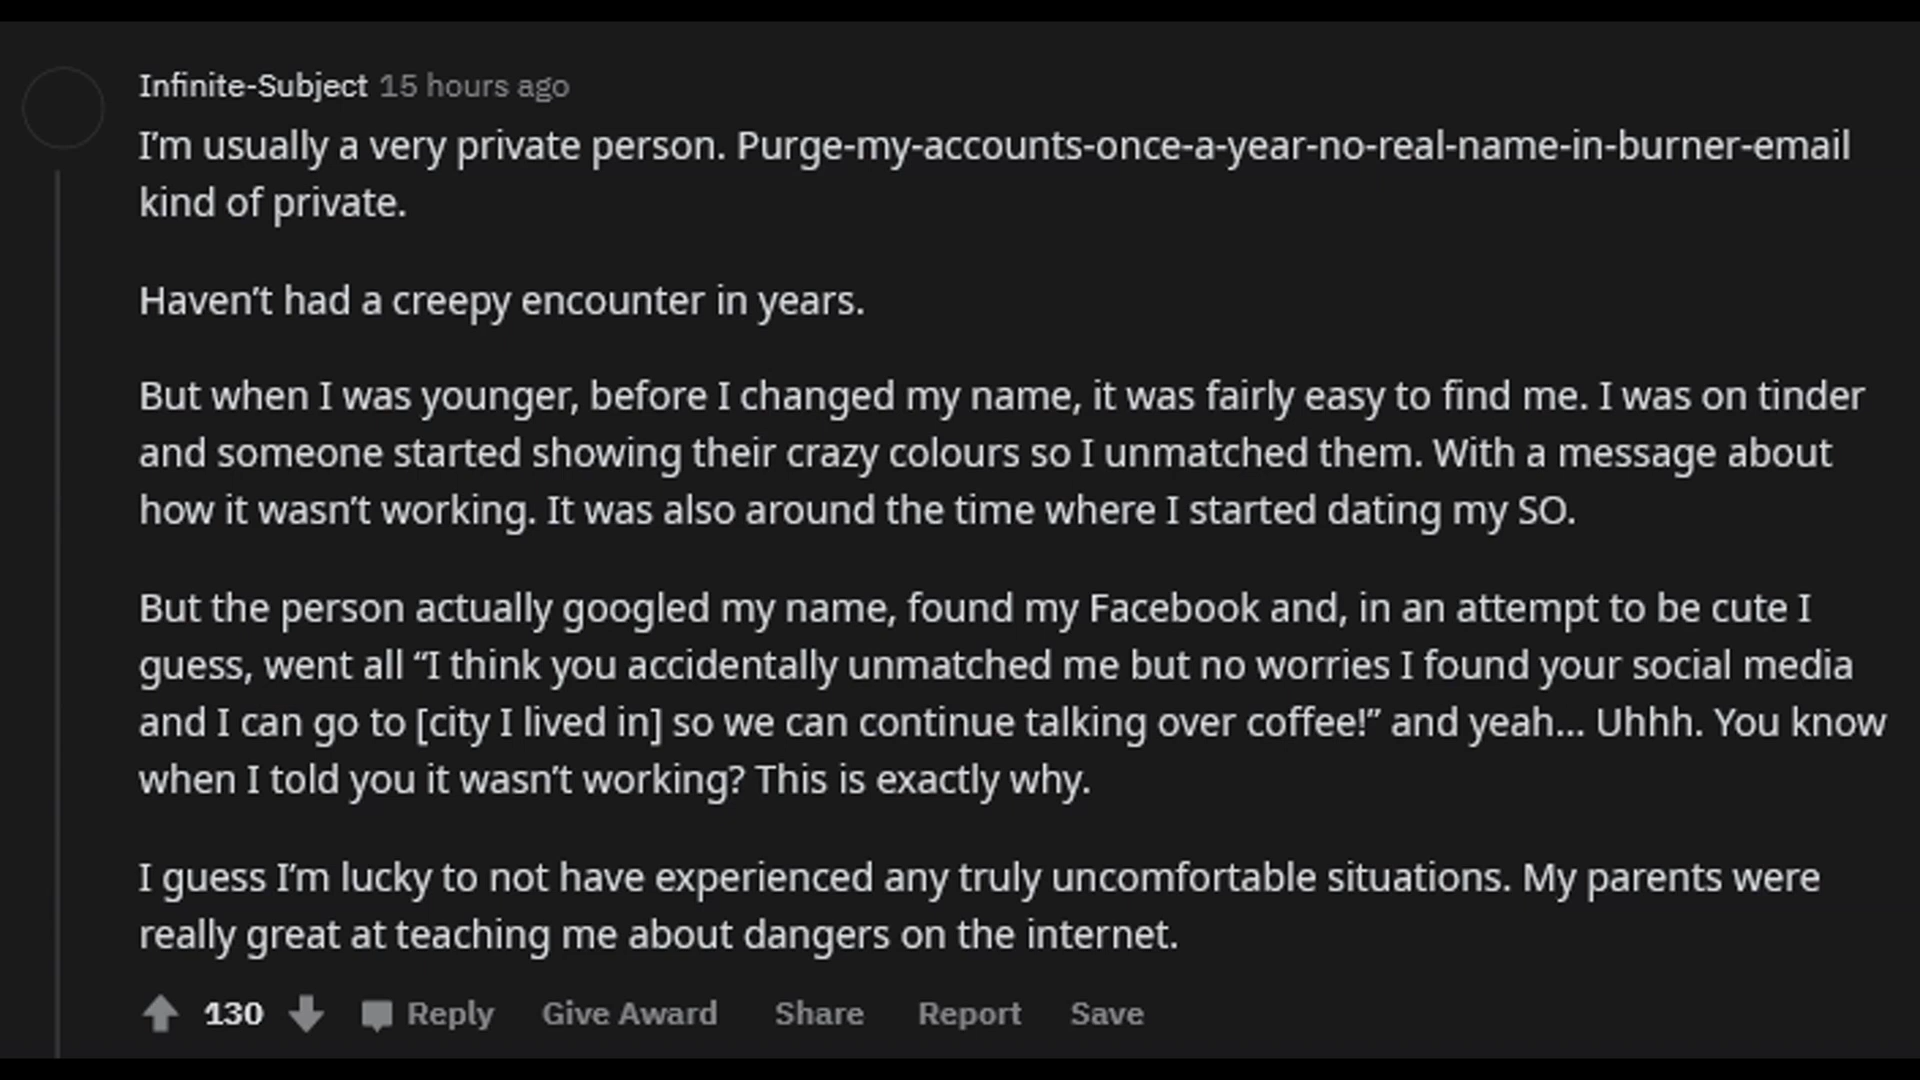 Infinite-Subject 15 hours ago
I’m usually a very private person. Purge-my-accounts-once-a-year-no-real-name-in-burner-email
kind of private.
Haven’t had a creepy encounter in years.
But when I was younger, before I changed my name, it was fairly easy to find me. I was on tinder
and someone started showing their crazy colours so I unmatched them. With a message about
how it wasn’t working. It was also around the time where I started dating my SO.
But the person actually googled my name, found my Facebook and, in an attempt to be cute I
guess, went all “I think you accidentally unmatched me but no worries I found your social media
and I can go to [city I lived in] so we can continue talking over coffee!” and yeah... Uhhh. You know
when I told you it wasn’t working? This is exactly why.
I guess I’m lucky to not have experienced any truly uncomfortable situations. My parents were
really great at teaching me about dangers on the internet.
130 Reply Give Award Share Report Save